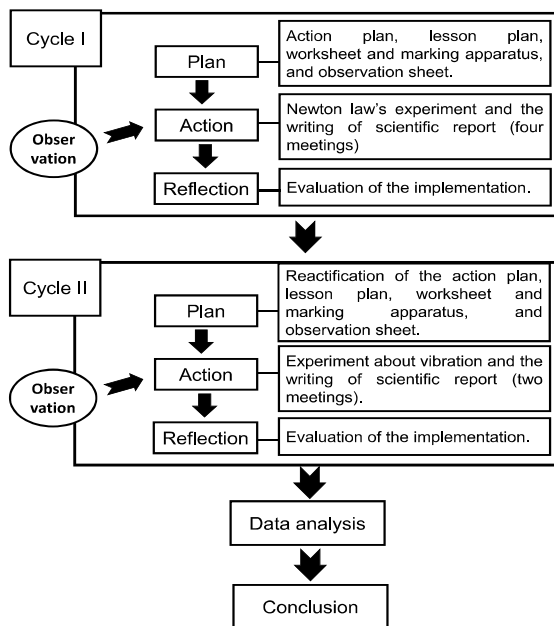 Cycle I
Plan
Action plan, lesson plan,
worksheet and marking apparatus,
and observation sheet.
Obser
vation
Action
Newton law's experiment and the
writing of scientific report (four
meetings)
Reflection
Evaluation of the implementation.
Cycle II
Plan
Reactification of the action plan,
lesson plan, worksheet and
marking apparatus, and
observation sheet.
Obser
vation
Action
Experiment about vibration and the
writing of scientific report (two
meetings).
Reflection
Evaluation of the implementation.
Data analysis
Conclusion